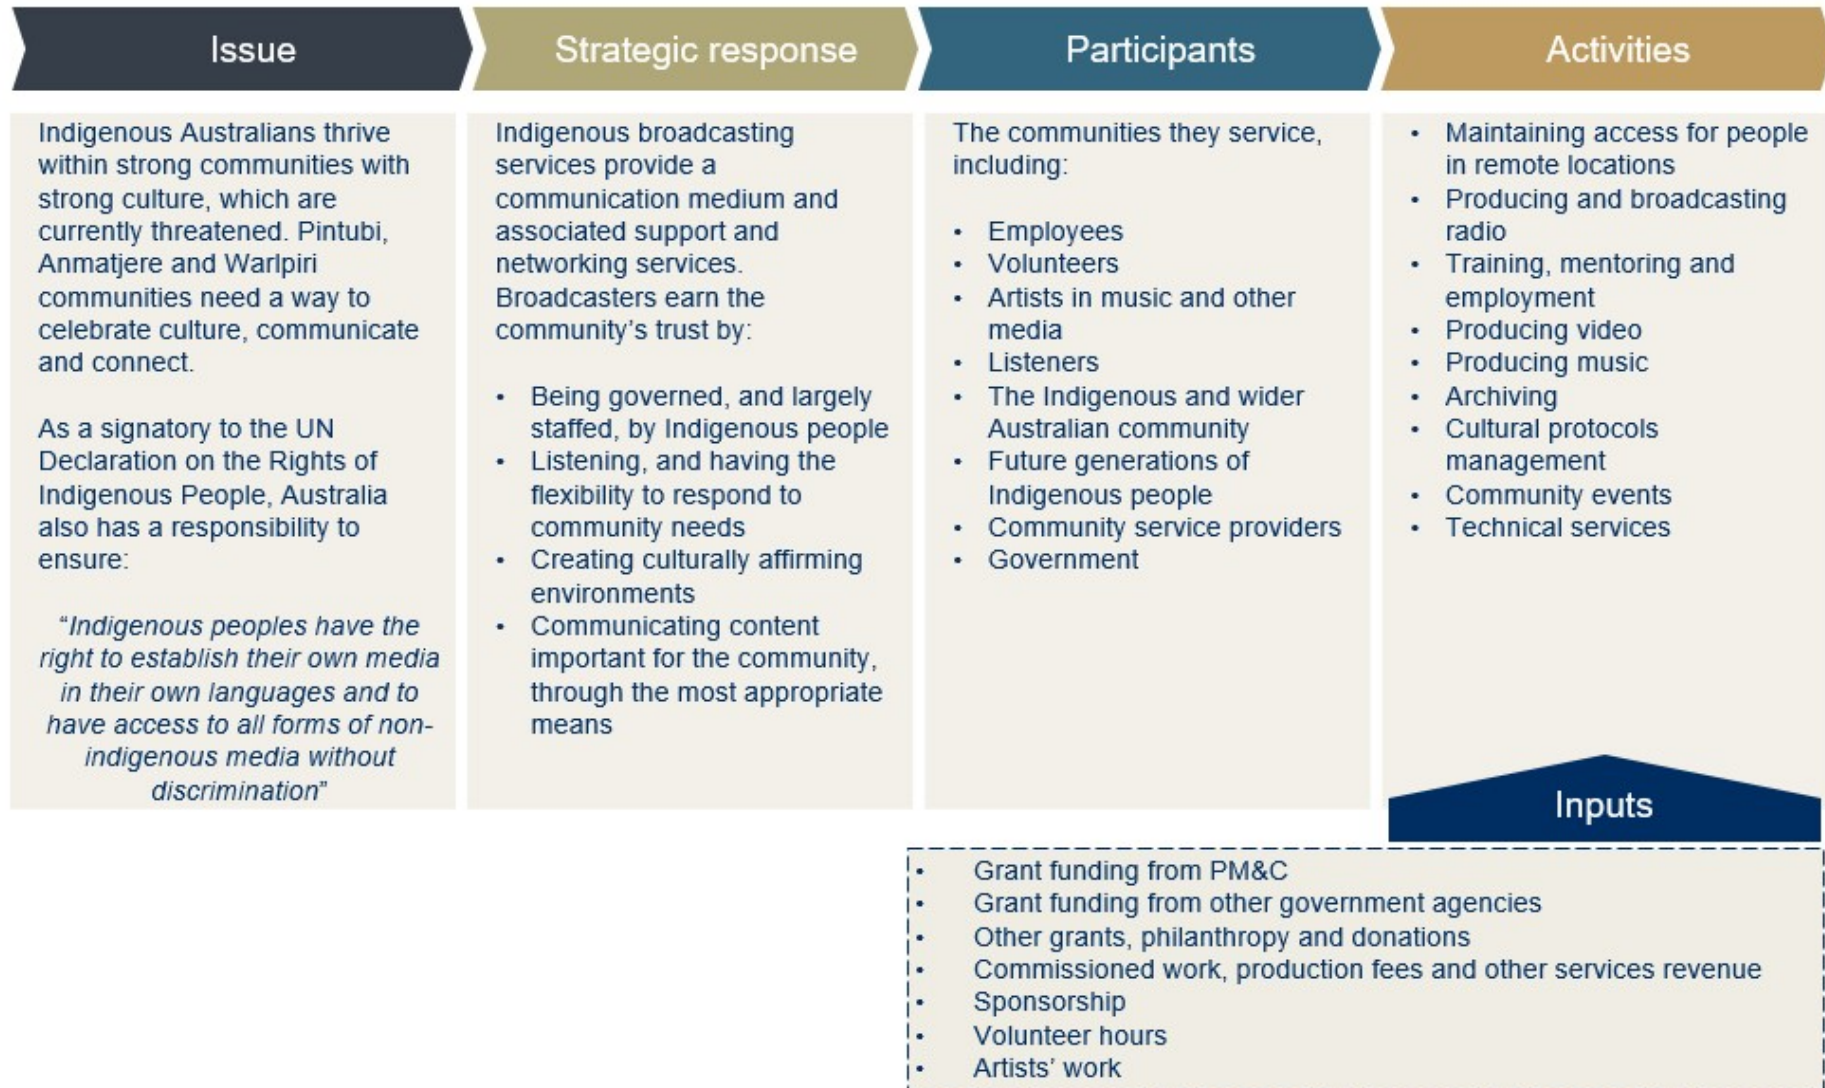 Issue
Strategic response
Participants
Activities
Indigenous Australians thrive
within strong communities with
strong culture, which are
currently threatened. Pintubi,
Anmatjere and Warlpiri
communities need a way to
celebrate culture, communicate
and connect.
As a signatory to the UN
Declaration on the Rights of
Indigenous People, Australia
also has a responsibility to
ensure:
“Indigenous peoples have the
right to establish their own media
in their own languages and to
have access to all forms of non-
indigenous media without
discrimination”
Indigenous broadcasting
services provide a
communication medium and
associated support and
networking services.
Broadcasters earn the
community’s trust by:
• Being governed, and largely
staffed, by Indigenous people
• Listening, and having the
flexibility to respond to
community needs
• Creating culturally affirming
environments
• Communicating content
important for the community,
through the most appropriate
means
The communities they service,
including:
• Employees
• Volunteers
• Artists in music and other
media
• Listeners
• The Indigenous and wider
Australian community
• Future generations of
Indigenous people
• Community service providers
• Government
• Maintaining access for people
in remote locations
• Producing and broadcasting
radio
• Training, mentoring and
employment
• Producing video
• Producing music
• Archiving
• Cultural protocols
management
• Community events
• Technical services
Inputs
• Grant funding from PM&C
• Grant funding from other government agencies
• Other grants, philanthropy and donations
• Commissioned work, production fees and other services revenue
• Sponsorship
• Volunteer hours
• Artists’ work